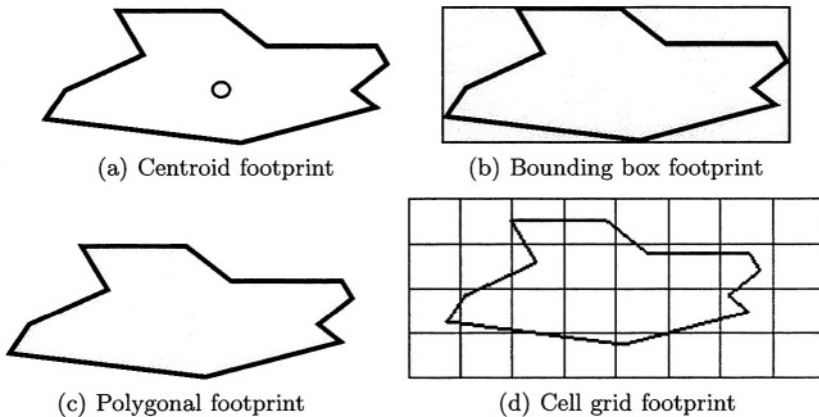 (a) Centroid footprint
(b) Bounding box footprint
(c) Polygonal footprint
(d) Cell grid footprint